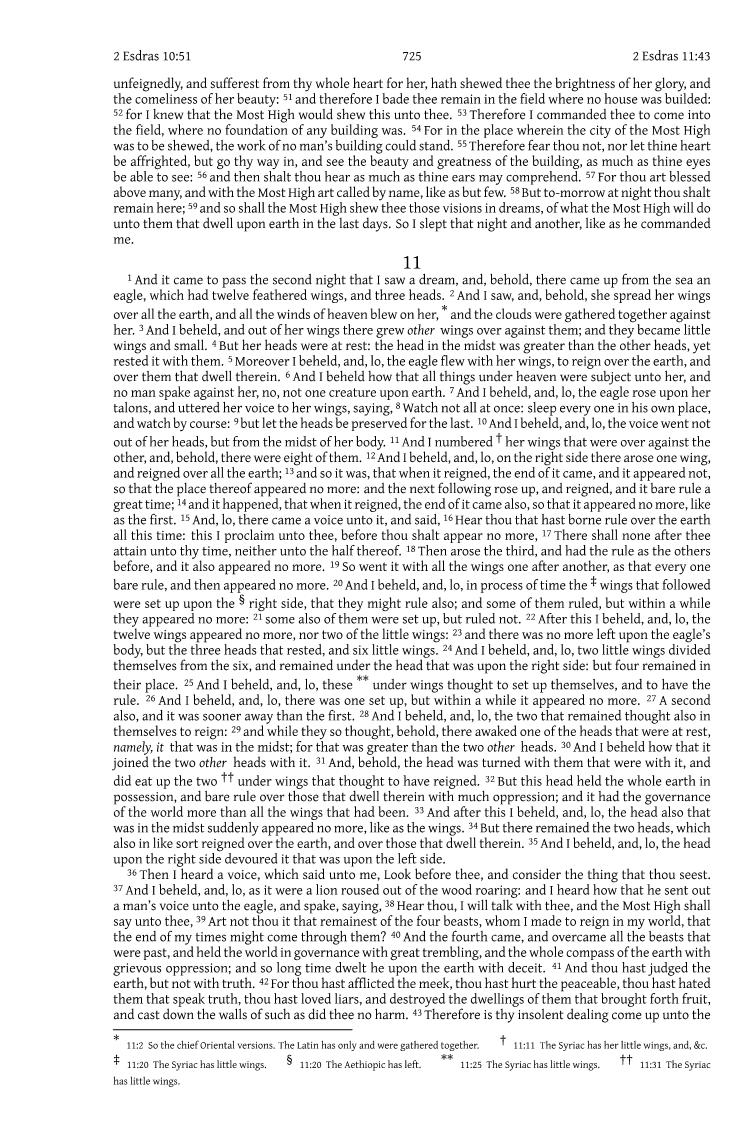 2 Esdras 10:51 725 2 Esdras 11:43
unfeignedly, and sufferest from thy whole heart for her, hath shewed thee the brightness of her glory, and
the comeliness of her beauty: 51 and therefore I bade thee remain in the field where no house was builded:
52 for I knew that the Most High would shew this unto thee. 53 Therefore I commanded thee to come into
the field, where no foundation of any building was. 54 For in the place wherein the city of the Most High
was to be shewed, the work of no man’s building could stand. 55 Therefore fear thou not, nor let thine heart
be affrighted, but go thy way in, and see the beauty and greatness of the building, as much as thine eyes
be able to see: 56 and then shalt thou hear as much as thine ears may comprehend. 57 For thou art blessed
above many, and with the Most High art called by name, like as but few. 58 But to-morrow at night thou shalt
remain here; 59 and so shall the Most High shew thee those visions in dreams, of what the Most High will do
unto them that dwell upon earth in the last days. So I slept that night and another, like as he commanded
me.
11
1 And it came to pass the second night that I saw a dream, and, behold, there came up from the sea an
eagle, which had twelve feathered wings, and three heads. 2 And I saw, and, behold, she spread her wings
over all the earth, and all the winds of heaven blew on her, * and the clouds were gathered together against
her. 3 And I beheld, and out of her wings there grew other wings over against them; and they became little
wings and small. 4 But her heads were at rest: the head in the midst was greater than the other heads, yet
rested it with them. 5 Moreover I beheld, and, lo, the eagle flew with her wings, to reign over the earth, and
over them that dwell therein. 6 And I beheld how that all things under heaven were subject unto her, and
no man spake against her, no, not one creature upon earth. 7 And I beheld, and, lo, the eagle rose upon her
talons, and uttered her voice to her wings, saying, 8 Watch not all at once: sleep every one in his own place,
and watch by course: 9 but let the heads be preserved for the last. 10 And I beheld, and, lo, the voice went not
out of her heads, but from the midst of her body. 11 And I numbered † her wings that were over against the
other, and, behold, there were eight of them. 12 And I beheld, and, lo, on the right side there arose one wing,
and reigned over all the earth; 13 and so it was, that when it reigned, the end of it came, and it appeared not,
so that the place thereof appeared no more: and the next following rose up, and reigned, and it bare rule a
great time; 14 and it happened, that when it reigned, the end of it came also, so that it appeared no more, like
as the first. 15 And, lo, there came a voice unto it, and said, 16 Hear thou that hast borne rule over the earth
all this time: this I proclaim unto thee, before thou shalt appear no more, 17 There shall none after thee
attain unto thy time, neither unto the half thereof. 18 Then arose the third, and had the rule as the others
before, and it also appeared no more. 19 So went it with all the wings one after another, as that every one
bare rule, and then appeared no more. 20 And I beheld, and, lo, in process of time the ‡ wings that followed
were set up upon the § right side, that they might rule also; and some of them ruled, but within a while
they appeared no more: 21 some also of them were set up, but ruled not. 22 After this I beheld, and, lo, the
twelve wings appeared no more, nor two of the little wings: 23 and there was no more left upon the eagle’s
body, but the three heads that rested, and six little wings. 24 And I beheld, and, lo, two little wings divided
themselves from the six, and remained under the head that was upon the right side: but four remained in
their place. 25 And I beheld, and, lo, these ** under wings thought to set up themselves, and to have the
rule. 26 And I beheld, and, lo, there was one set up, but within a while it appeared no more. 27 A second
also, and it was sooner away than the first. 28 And I beheld, and, lo, the two that remained thought also in
themselves to reign: 29 and while they so thought, behold, there awaked one of the heads that were at rest,
namely, it that was in the midst; for that was greater than the two other heads. 30 And I beheld how that it
joined the two other heads with it. 31 And, behold, the head was turned with them that were with it, and
did eat up the two †† under wings that thought to have reigned. 32 But this head held the whole earth in
possession, and bare rule over those that dwell therein with much oppression; and it had the governance
of the world more than all the wings that had been. 33 And after this I beheld, and, lo, the head also that
was in the midst suddenly appeared no more, like as the wings. 34 But there remained the two heads, which
also in like sort reigned over the earth, and over those that dwell therein. 35 And I beheld, and, lo, the head
upon the right side devoured it that was upon the left side.
36 Then I heard a voice, which said unto me, Look before thee, and consider the thing that thou seest.
37 And I beheld, and, lo, as it were a lion roused out of the wood roaring: and I heard how that he sent out
a man’s voice unto the eagle, and spake, saying, 38 Hear thou, I will talk with thee, and the Most High shall
say unto thee, 39 Art not thou it that remainest of the four beasts, whom I made to reign in my world, that
the end of my times might come through them? 40 And the fourth came, and overcame all the beasts that
were past, and held the world in governance with great trembling, and the whole compass of the earth with
grievous oppression; and so long time dwelt he upon the earth with deceit. 41 And thou hast judged the
earth, but not with truth. 42 For thou hast afflicted the meek, thou hast hurt the peaceable, thou hast hated
them that speak truth, thou hast loved liars, and destroyed the dwellings of them that brought forth fruit,
and cast down the walls of such as did thee no harm. 43 Therefore is thy insolent dealing come up unto the
* 11:2 So the chief Oriental versions. The Latin has only and were gathered together. † 11:11 The Syriac has her little wings, and, &c.
‡ 11:20 The Syriac has little wings. § 11:20 The Aethiopic has left. ** 11:25 The Syriac has little wings. †† 11:31 The Syriac
has little wings.